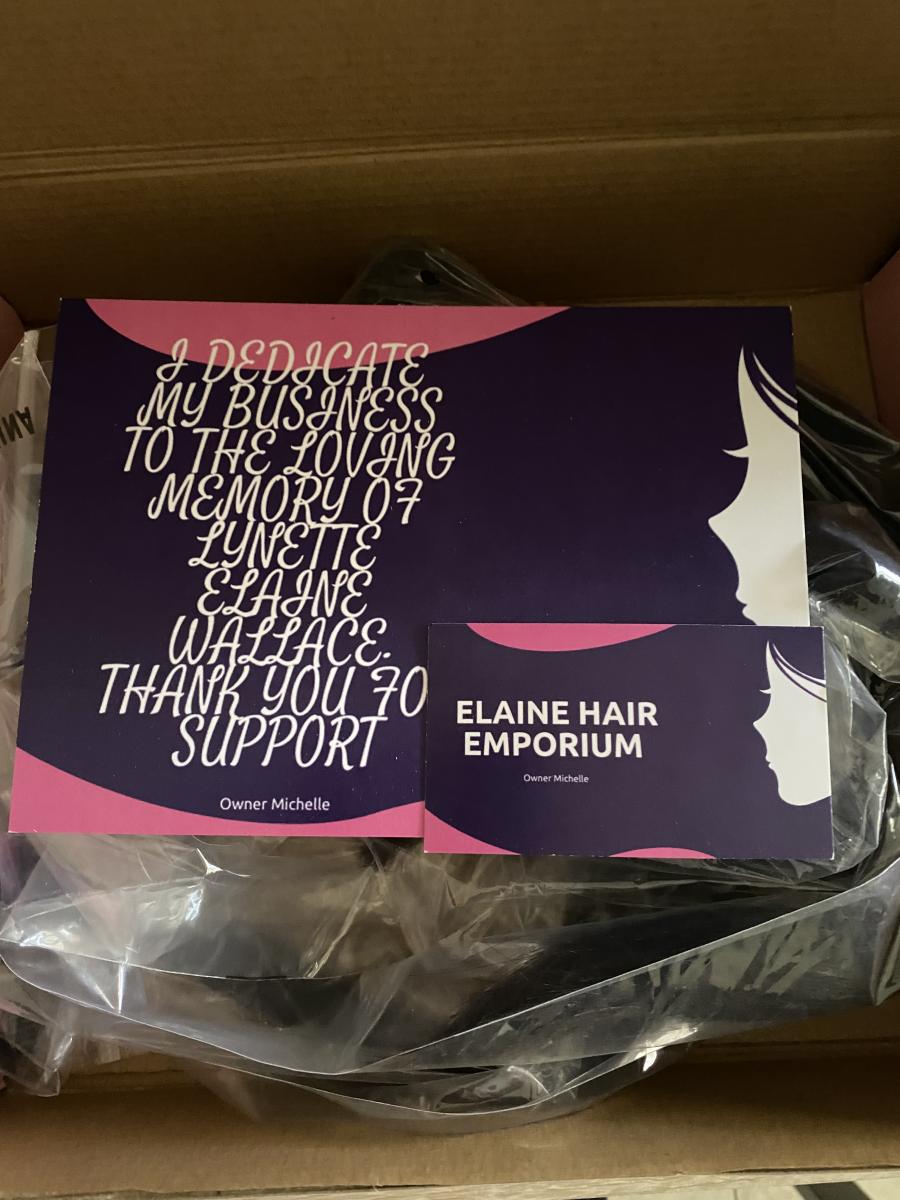 I DEDICATE
MY BUSINESS
TO THE LOVING
MEMORY OF
LYNETTE
ELAINE
WALLACE.
THANK YOU FO
SUPPORT
Owner Michelle
ELAINE HAIR
EMPORIUM
Owner Michelle